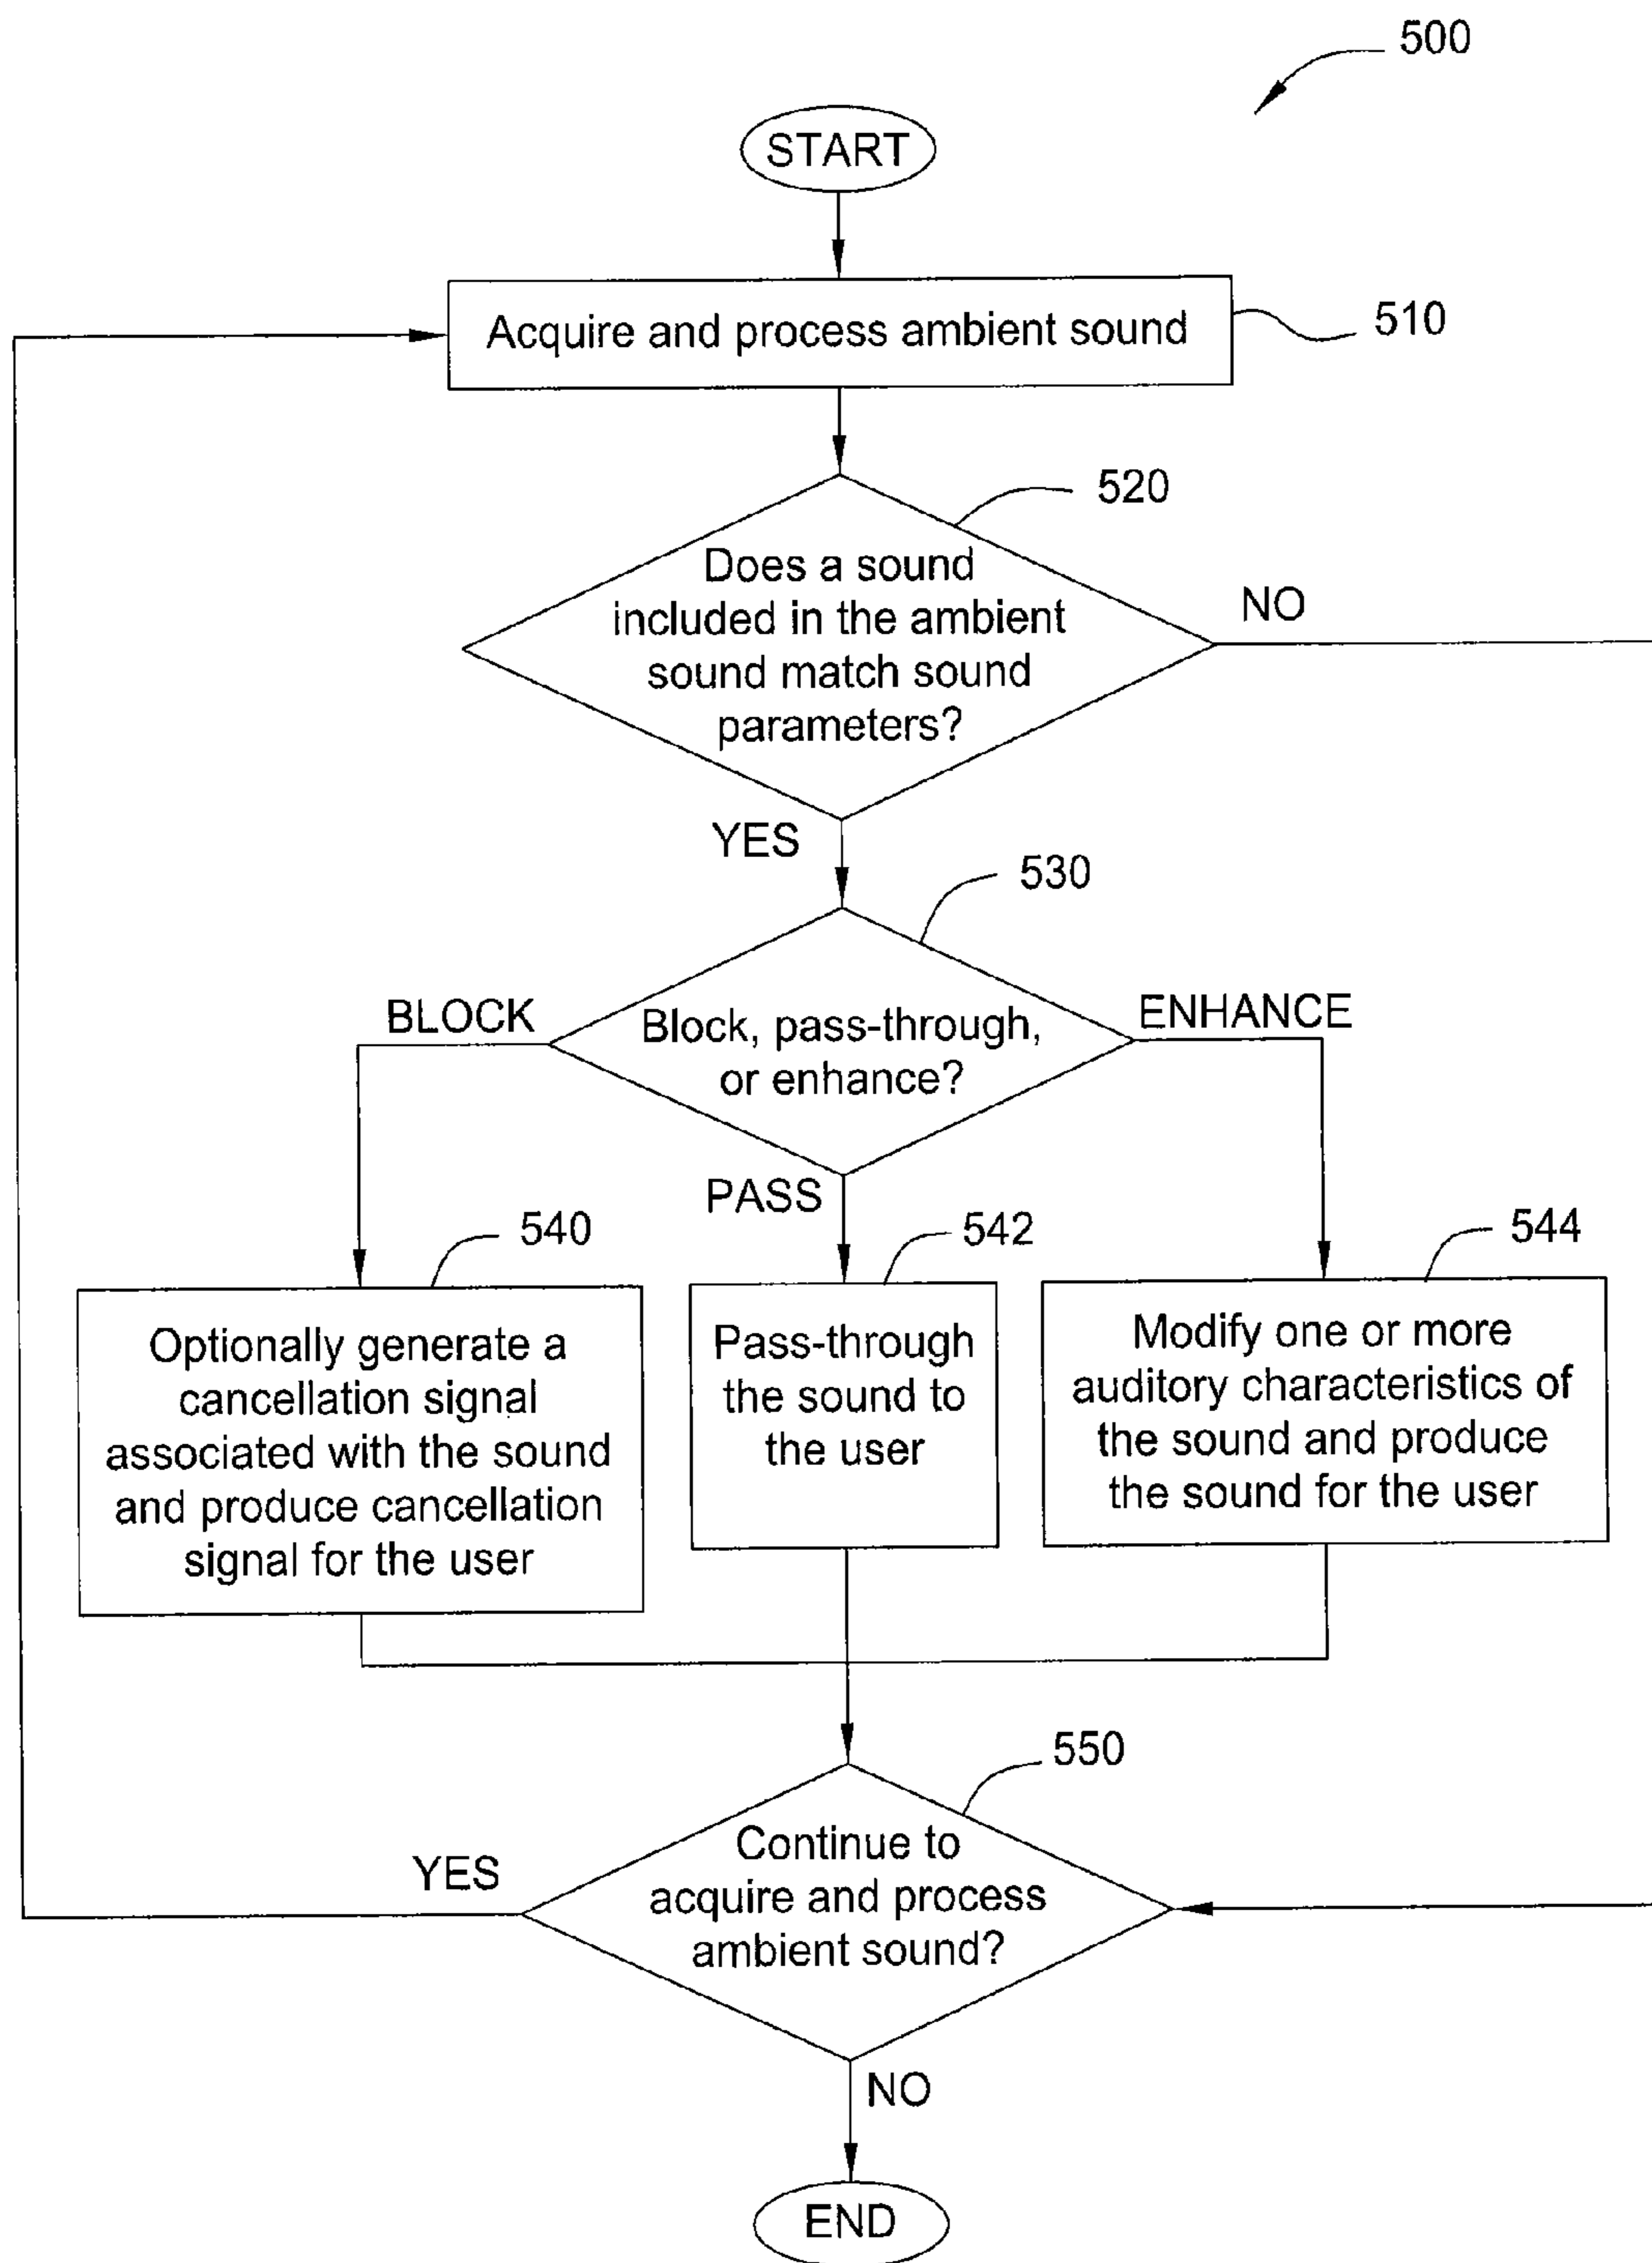 500
START
Acquire and process ambient sound
510
520
Does a sound
included in the ambient
sound match sound
parameters?
NO
YES
530
Block, pass-through,
or enhance?
BLOCK
ENHANCE
PASS
540
542
544
Optionally generate a
cancellation signal
associated with the sound
and produce cancellation
signal for the user
Pass-through
the sound to
the user
Modify one or more
auditory characteristics of
the sound and produce
the sound for the user
550
Continue to
acquire and process
ambient sound?
YES
NO
END